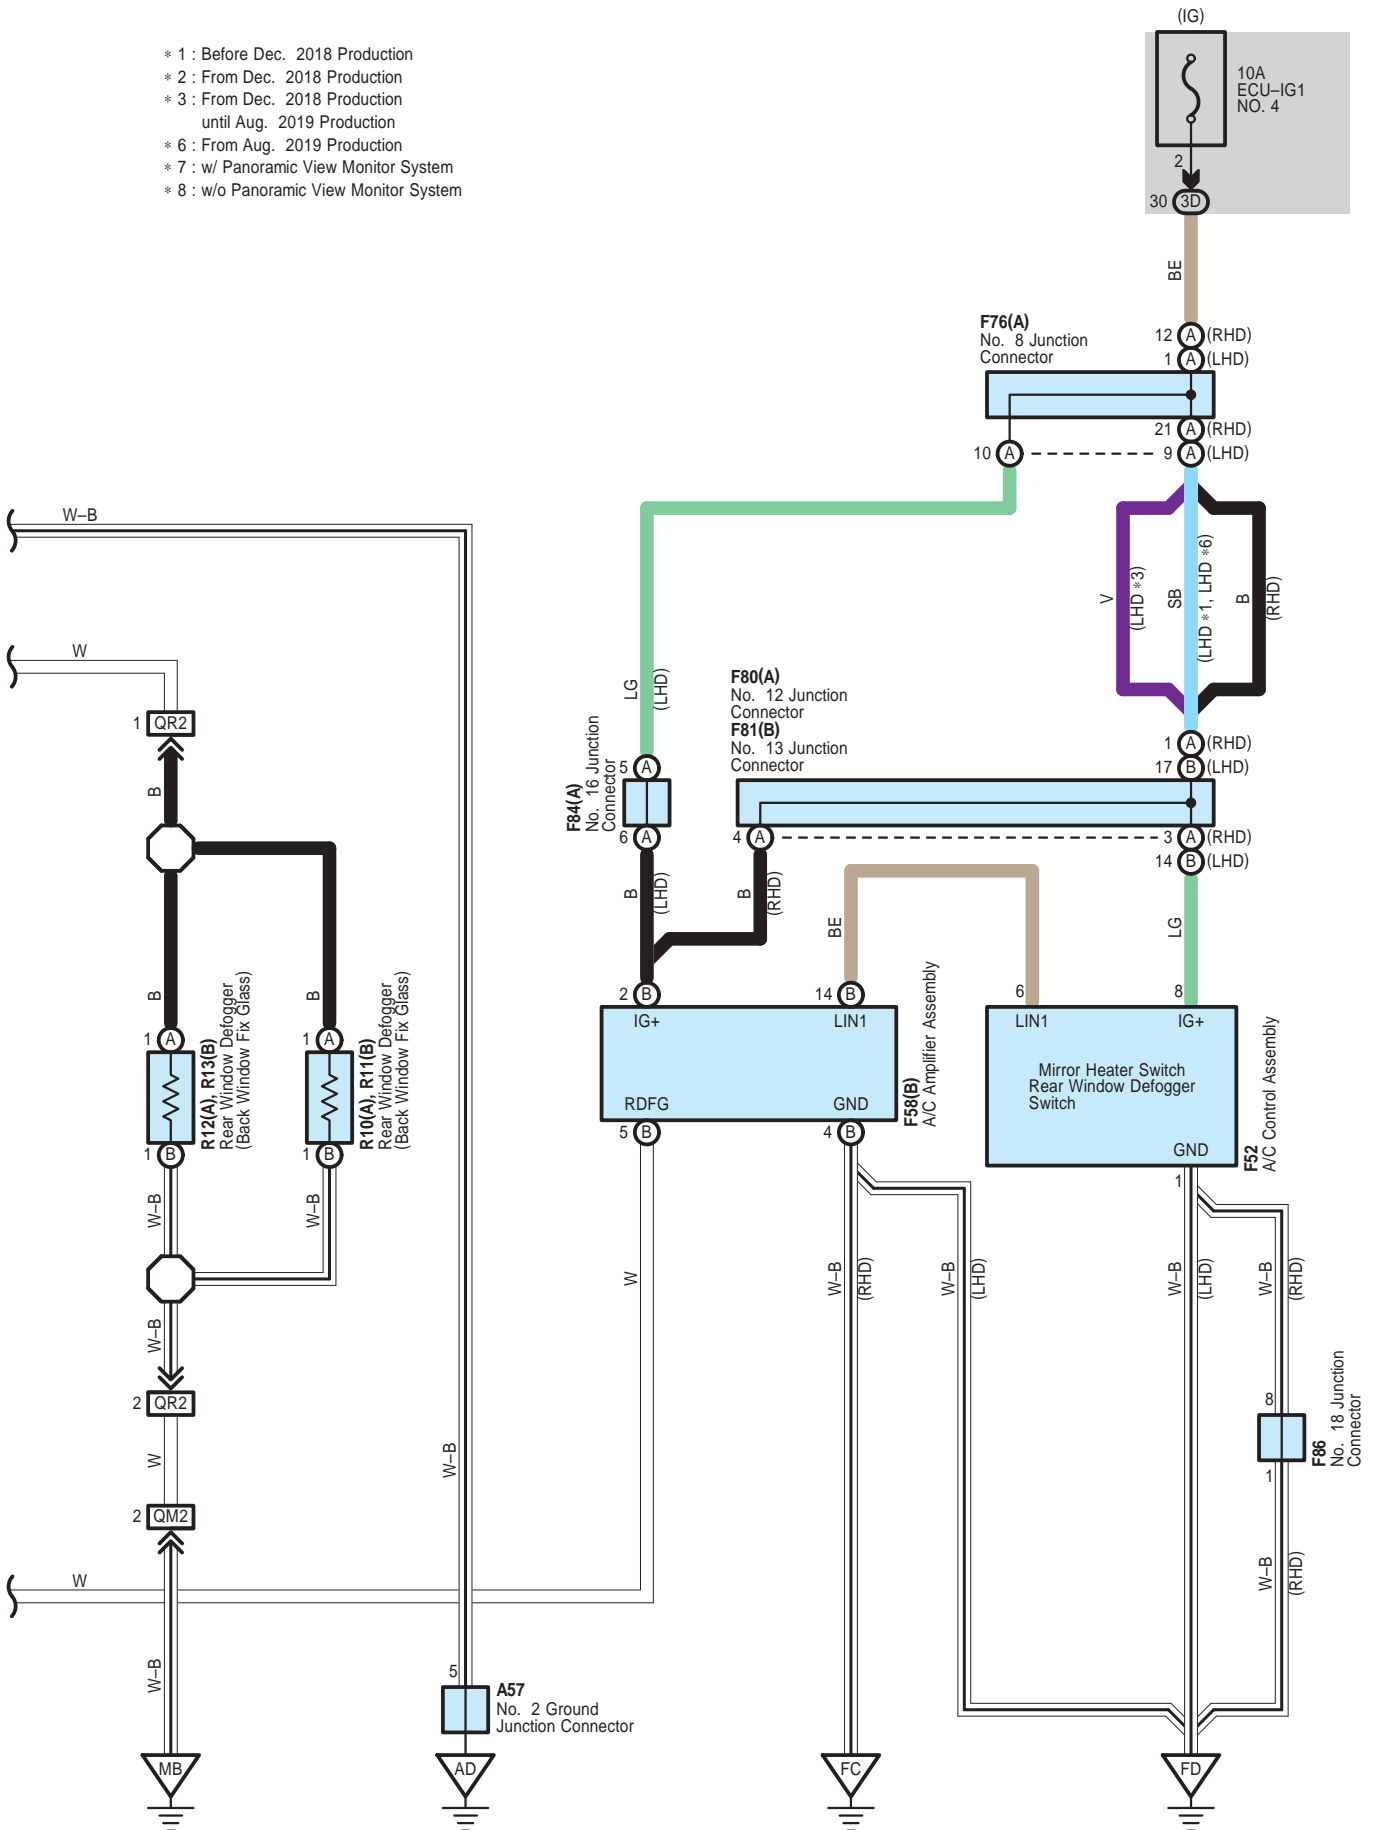 (IG)
* 1 : Before Dec. 2018 Production
* 2 : From Dec. 2018 Production
* 3 : From Dec. 2018 Production
until Aug. 2019 Production
* 6 : From Aug. 2019 Production
* 7 : w/ Panoramic View Monitor System
* 8 : w/o Panoramic View Monitor System
10A
ECU–IG1
NO. 4
2
30 3D
BE
F76(A)
No. 8 Junction
Connector
12 A (RHD)
1 A (LHD)
21 A (RHD)
10 A
9 A (LHD)
W–B
V
(LHD *3)
SB
(LHD *1, LHD *6)
B
(RHD)
W
LG
(LHD)
F80(A)
No. 12 Junction
Connector
F81(B)
No. 13 Junction
Connector
1 QR2
1 A (RHD)
17 B (LHD)
5 A
F84(A)
No. 16 Junction
Connector
B
6 A
4 A
3 A (RHD)
14 B (LHD)
B
(LHD)
B
(RHD)
BE
LG
B
B
2 B
14 B
6
8
IG+
LIN1
LIN1
IG+
F58(B)
A/C Amplifier Assembly
1 A
1 A
R12(A), R13(B)
Rear Window Defogger
(Back Window Fix Glass)
R10(A), R11(B)
Rear Window Defogger
(Back Window Fix Glass)
Mirror Heater Switch
Rear Window Defogger
Switch
RDFG
GND
5 B
4 B
GND
F52
A/C Control Assembly
1 B
1 B
1
W–B
W–B
W
W–B
(RHD)
W–B
(LHD)
W–B
(LHD)
W–B
(RHD)
W–B
2 QR2
8
F86
No. 18 Junction
Connector
1
W
W–B
2 QM2
W–B
(RHD)
W
W–B
5
A57
No. 2 Ground
Junction Connector
MB
AD
FC
FD